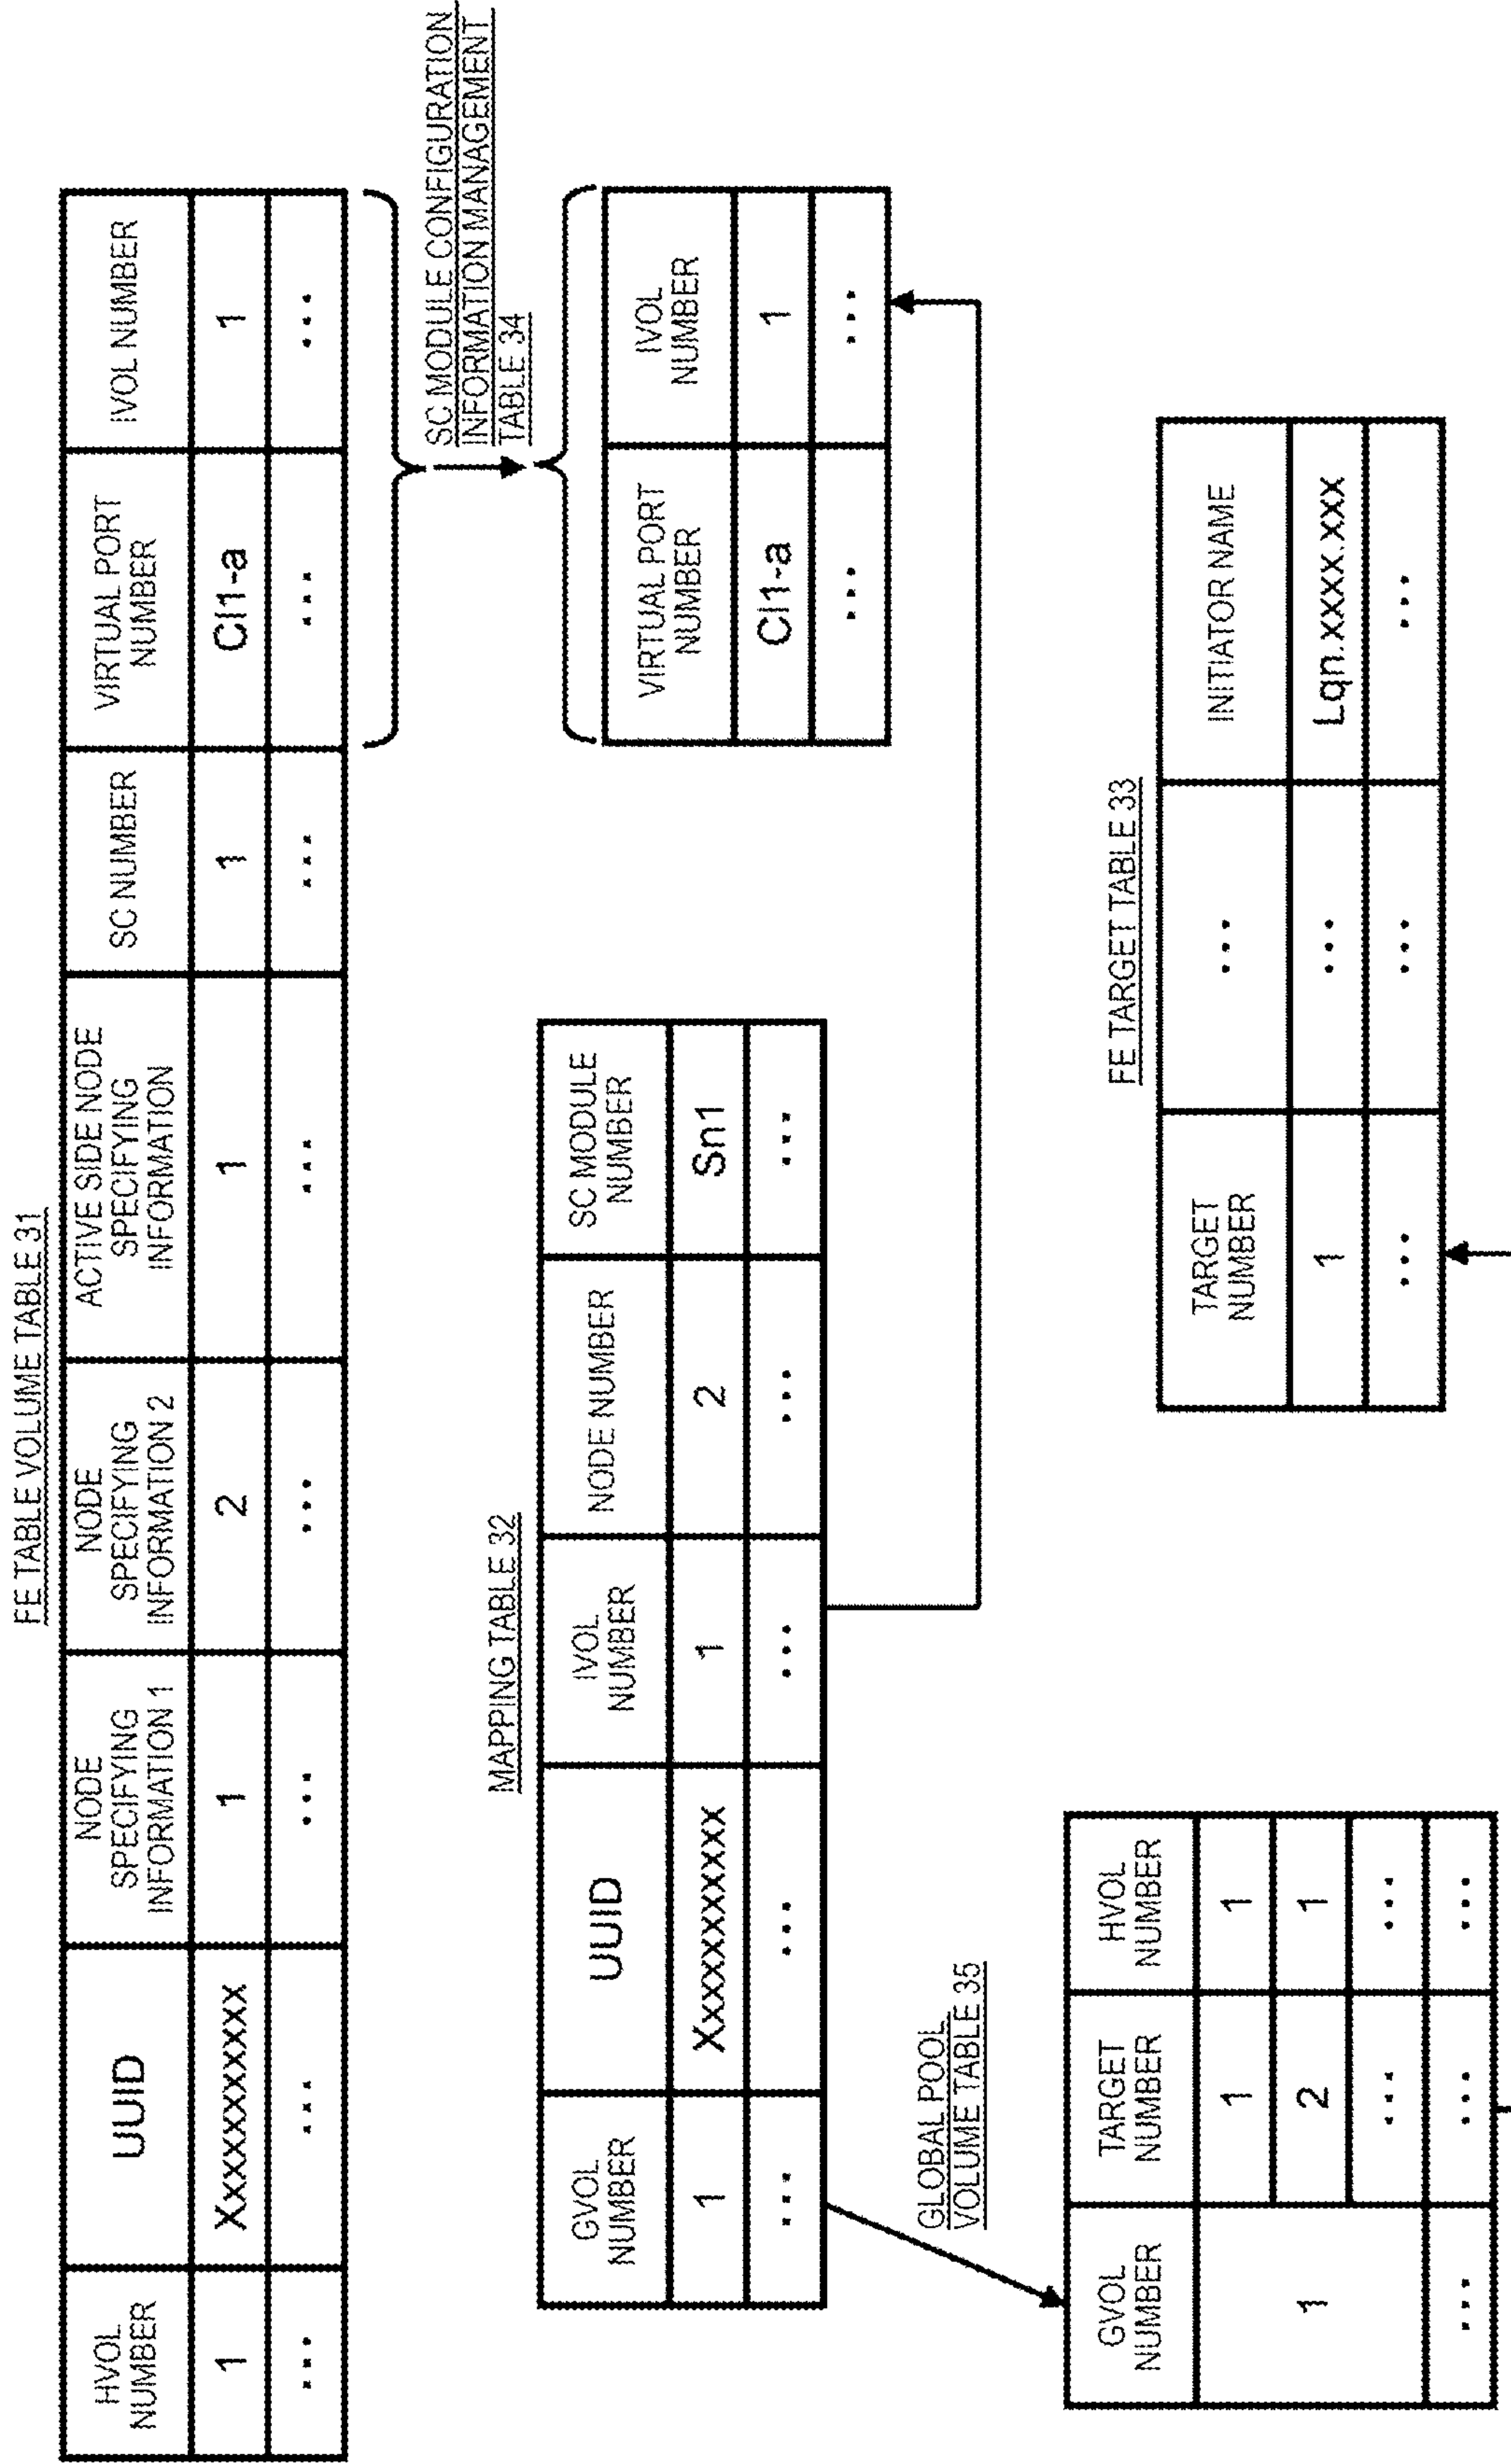 FE TABLE VOLUME TABLE 31
HVOL
NUMBER
UUID
NODE
SPECIFYING
INFORMATION 1
NODE
SPECIFYING
INFORMATION 2
ACTIVE SIDE NODE
SPECIFYING
INFORMATION
SC NUMBER
VIRTUAL PORT
NUMBER
IVOL NUMBER
1
Xxxxxxxxxx
1
2
1
1
Cl1-a
1
...
...
...
...
...
...
...
...
SC MODULE CONFIGURATION
INFORMATION MANAGEMENT
TABLE 34
VIRTUAL PORT
NUMBER
IVOL
NUMBER
Cl1-a
1
...
...
MAPPING TABLE 32
GVOL
NUMBER
UUID
IVOL
NUMBER
NODE NUMBER
SC MODULE
NUMBER
1
Xxxxxxxxxx
1
2
Sn1
...
...
...
...
...
GLOBAL POOL
VOLUME TABLE 35
GVOL
NUMBER
TARGET
NUMBER
HVOL
NUMBER
1
1
1
2
1
...
...
...
...
...
FE TARGET TABLE 33
TARGET
NUMBER
...
INITIATOR NAME
1
...
Lqn.xxxx.xxx
...
...
...